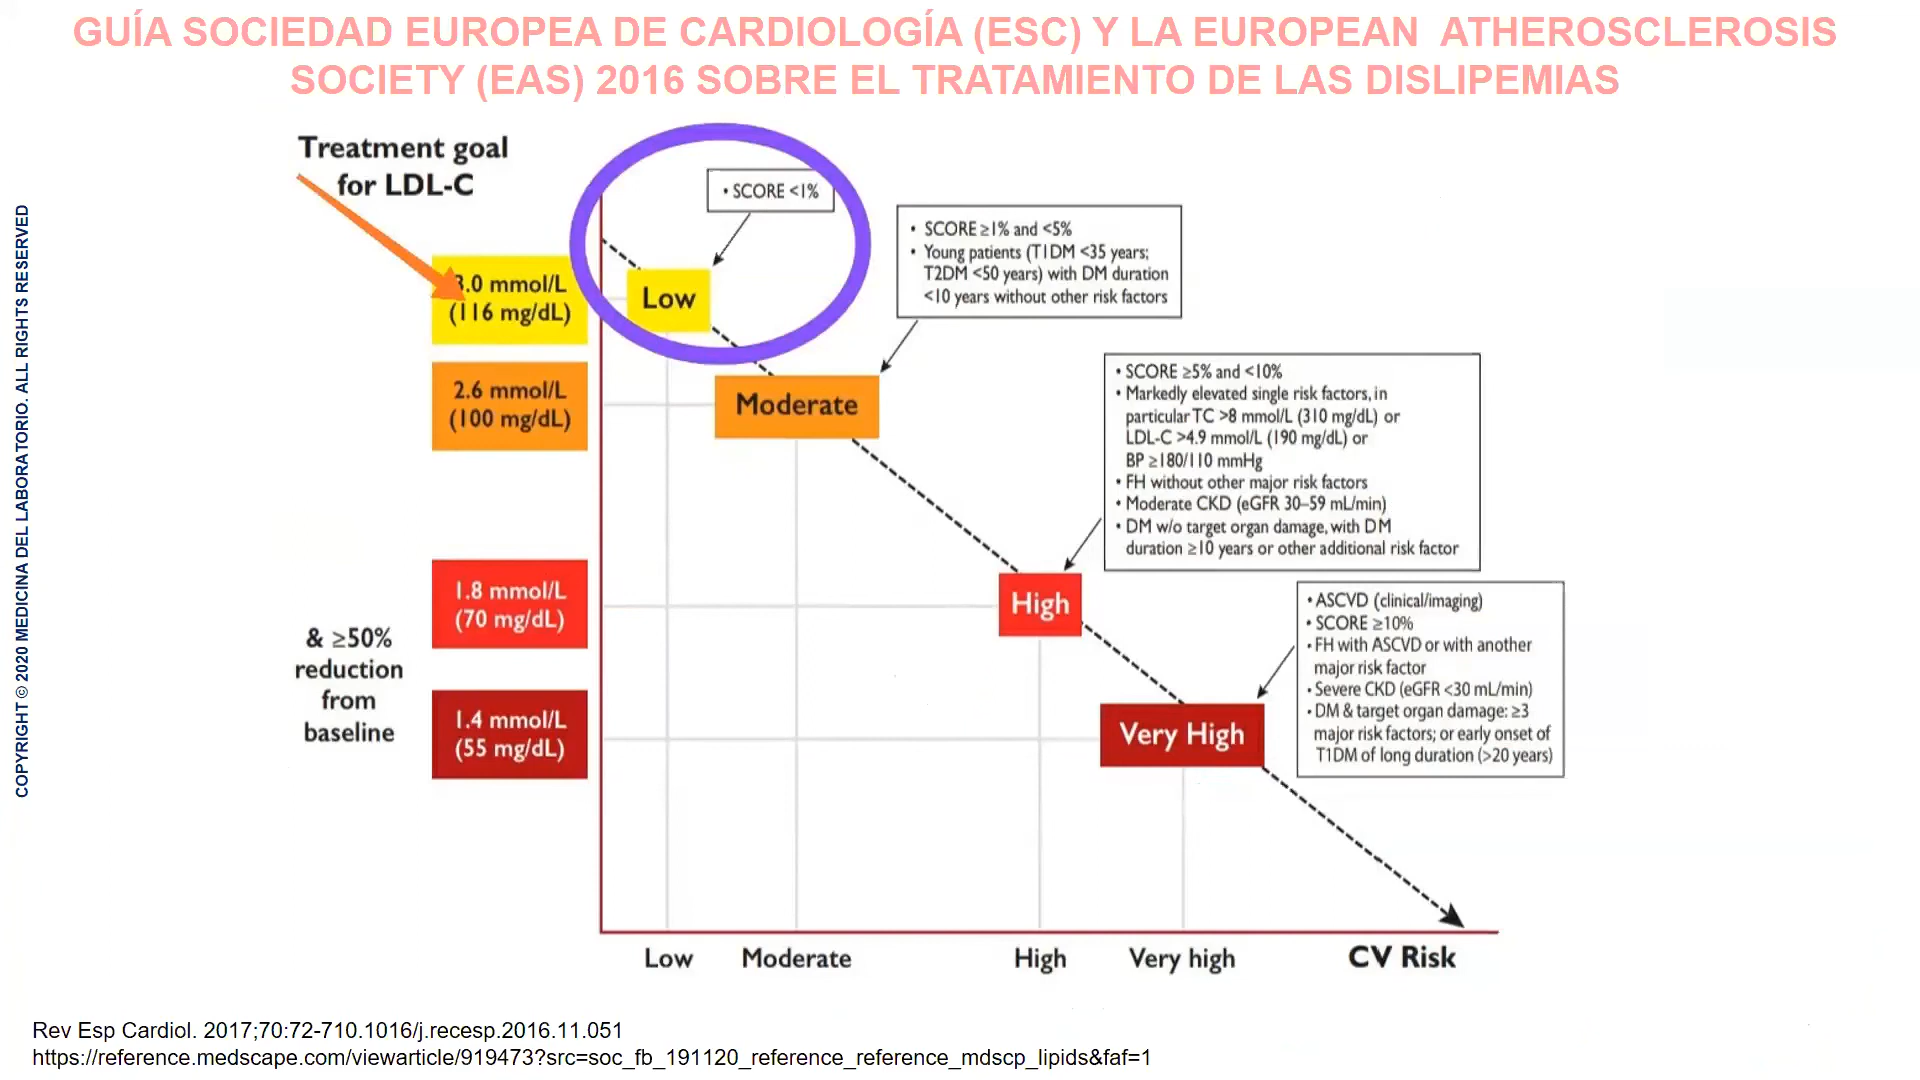 GUÍA SOCIEDAD EUROPEA DE CARDIOLOGÍA (ESC) Y LA EUROPEAN ATHEROSCLEROSIS
SOCIETY (EAS) 2016 SOBRE EL TRATAMIENTO DE LAS DISLIPEMIAS
COPYRIGHT © 2020 MEDICINA DEL LABORATORIO. ALL RIGHTS RESERVED
Treatment goal
for LDL-C
3.0 mmol/L
(116 mg/dL)
2.6 mmol/L
(100 mg/dL)
1.8 mmol/L
(70 mg/dL)
& ≥50%
reduction
from
baseline
1.4 mmol/L
(55 mg/dL)
• SCORE <1%
Low
• SCORE ≥1% and <5%
• Young patients (T1DM <35 years;
T2DM <50 years) with DM duration
<10 years without other risk factors
Moderate
• SCORE ≥5% and <10%
• Markedly elevated single risk factors, in
particular TC >8 mmol/L (310 mg/dL) or
LDL-C >4.9 mmol/L (190 mg/dL) or
BP ≥180/110 mmHg
• FH without other major risk factors
• Moderate CKD (eGFR 30–59 mL/min)
• DM w/o target organ damage, with DM
duration ≥10 years or other additional risk factor
High
• ASCVD (clinical/imaging)
• SCORE ≥10%
• FH with ASCVD or with another
major risk factor
• Severe CKD (eGFR <30 mL/min)
• DM & target organ damage: ≥3
major risk factors; or early onset of
T1DM of long duration (>20 years)
Very High
Low Moderate High Very high CV Risk
Rev Esp Cardiol. 2017;70:72-710.1016/j.recesp.2016.11.051
https://reference.medscape.com/viewarticle/919473?src=soc_fb_191120_reference_reference_mdscp_lipids&faf=1